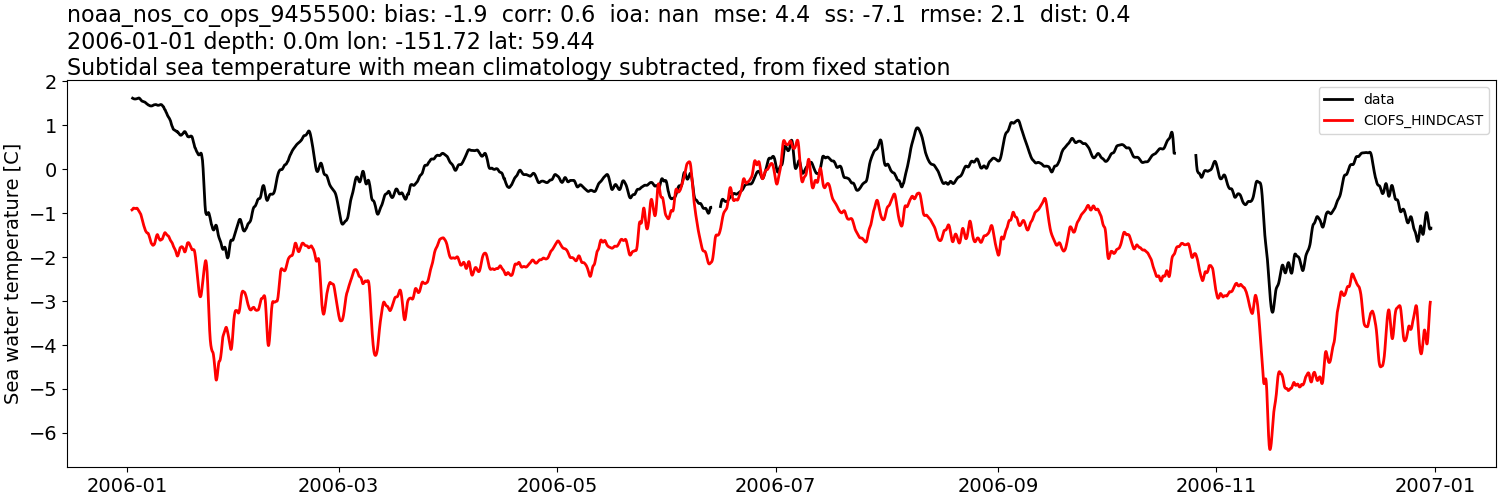 noaa_nos_co_ops_9455500: bias: -1.9  corr: 0.6  ioa: nan  mse: 4.4  ss: -7.1  rmse: 2.1  dist: 0.4
2006-01-01 depth: 0.0m lon: -151.72 lat: 59.44
Subtidal sea temperature with mean climatology subtracted, from fixed station
Sea water temperature [C]
2
1
0
−1
−2
−3
−4
−5
−6
data
CIOFS_HINDCAST
2006-01
2006-03
2006-05
2006-07
2006-09
2006-11
2007-01